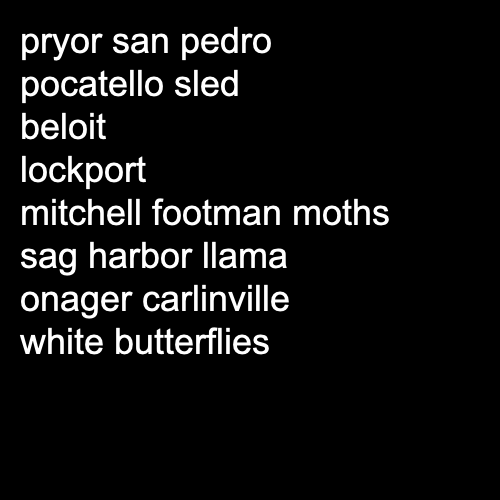 pryor san pedro
pocatello sled
beloit
lockport
mitchell footman moths
sag harbor llama
onager carlinville
white butterflies